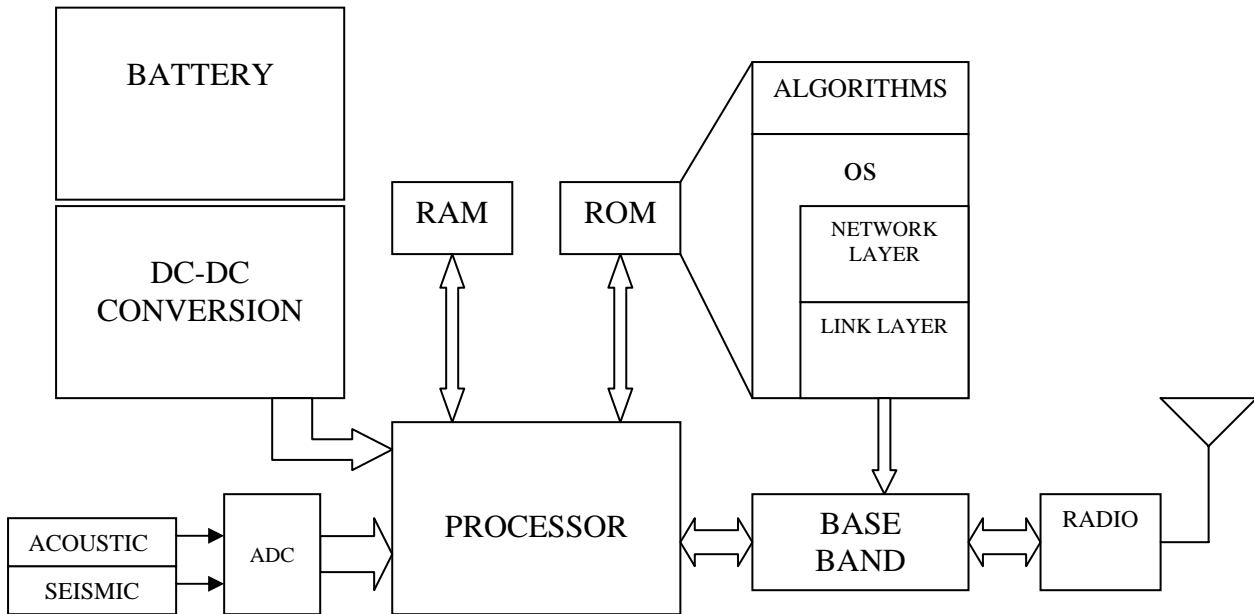 BATTERY
ALGORITHMS
OS
RAM
ROM
NETWORK
LAYER
DC-DC
CONVERSION
LINK LAYER
PROCESSOR
BASE
BAND
RADIO
ACOUSTIC
SEISMIC
ADC